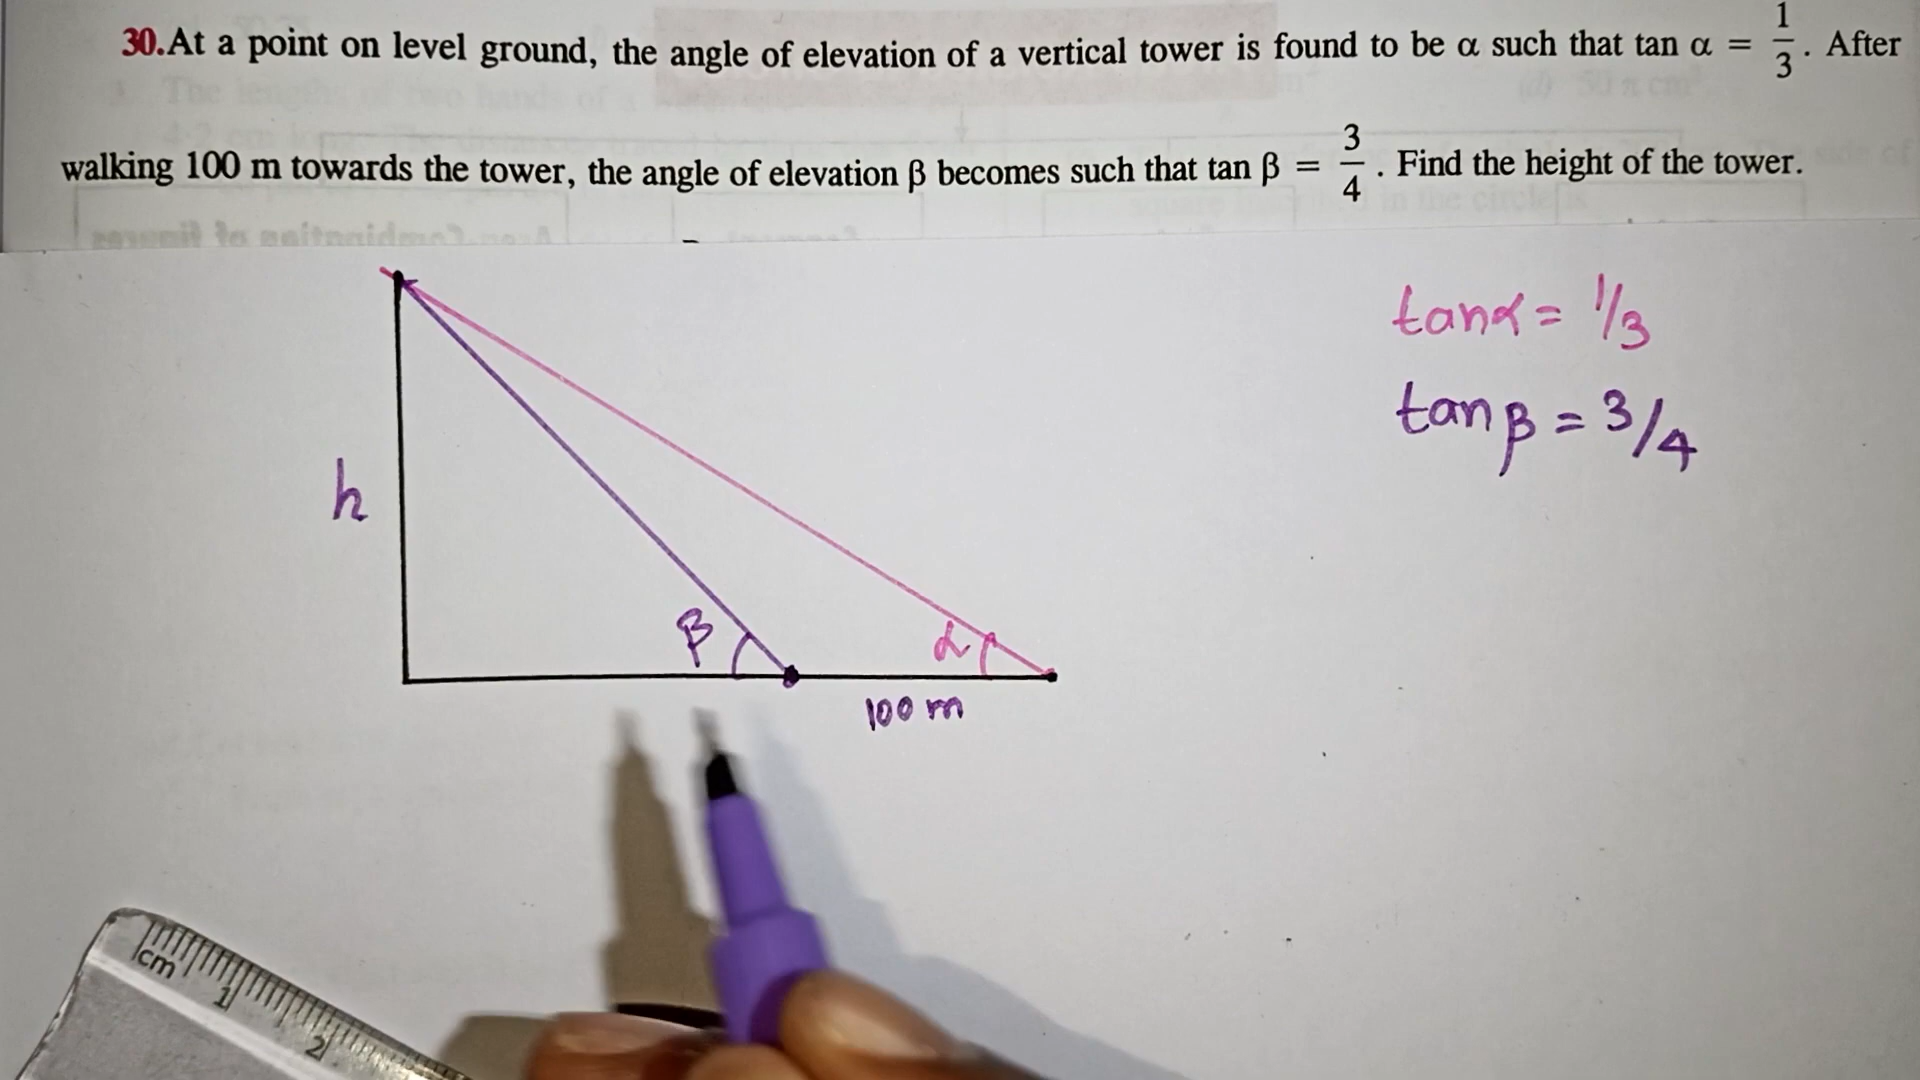 30. At a point on level ground, the angle of elevation of a vertical tower is found to be α such that tan α = 1/3. After
walking 100 m towards the tower, the angle of elevation β becomes such that tan β = 3/4. Find the height of the tower.
tanα = 1/3
tanβ = 3/4
h
β
α
100 m
cm
1
2